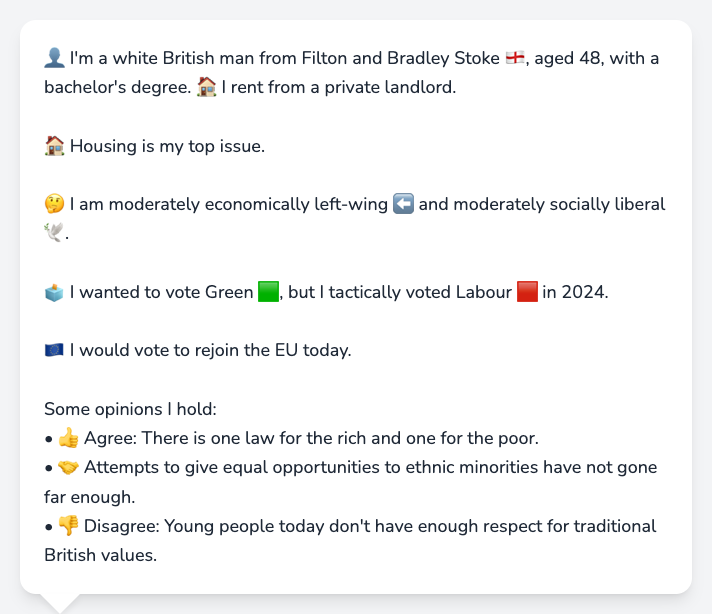 👤 I'm a white British man from Filton and Bradley Stoke 🏴󠁧󠁢󠁥󠁮󠁧󠁿, aged 48, with a
bachelor's degree. 🏠 I rent from a private landlord.
🏠 Housing is my top issue.
🤔 I am moderately economically left-wing ⬅️ and moderately socially liberal
🕊️.
🗳️ I wanted to vote Green 🟩, but I tactically voted Labour 🟥 in 2024.
🇪🇺 I would vote to rejoin the EU today.
Some opinions I hold:
• 👍 Agree: There is one law for the rich and one for the poor.
• 🤝 Attempts to give equal opportunities to ethnic minorities have not gone
far enough.
• 👎 Disagree: Young people today don't have enough respect for traditional
British values.